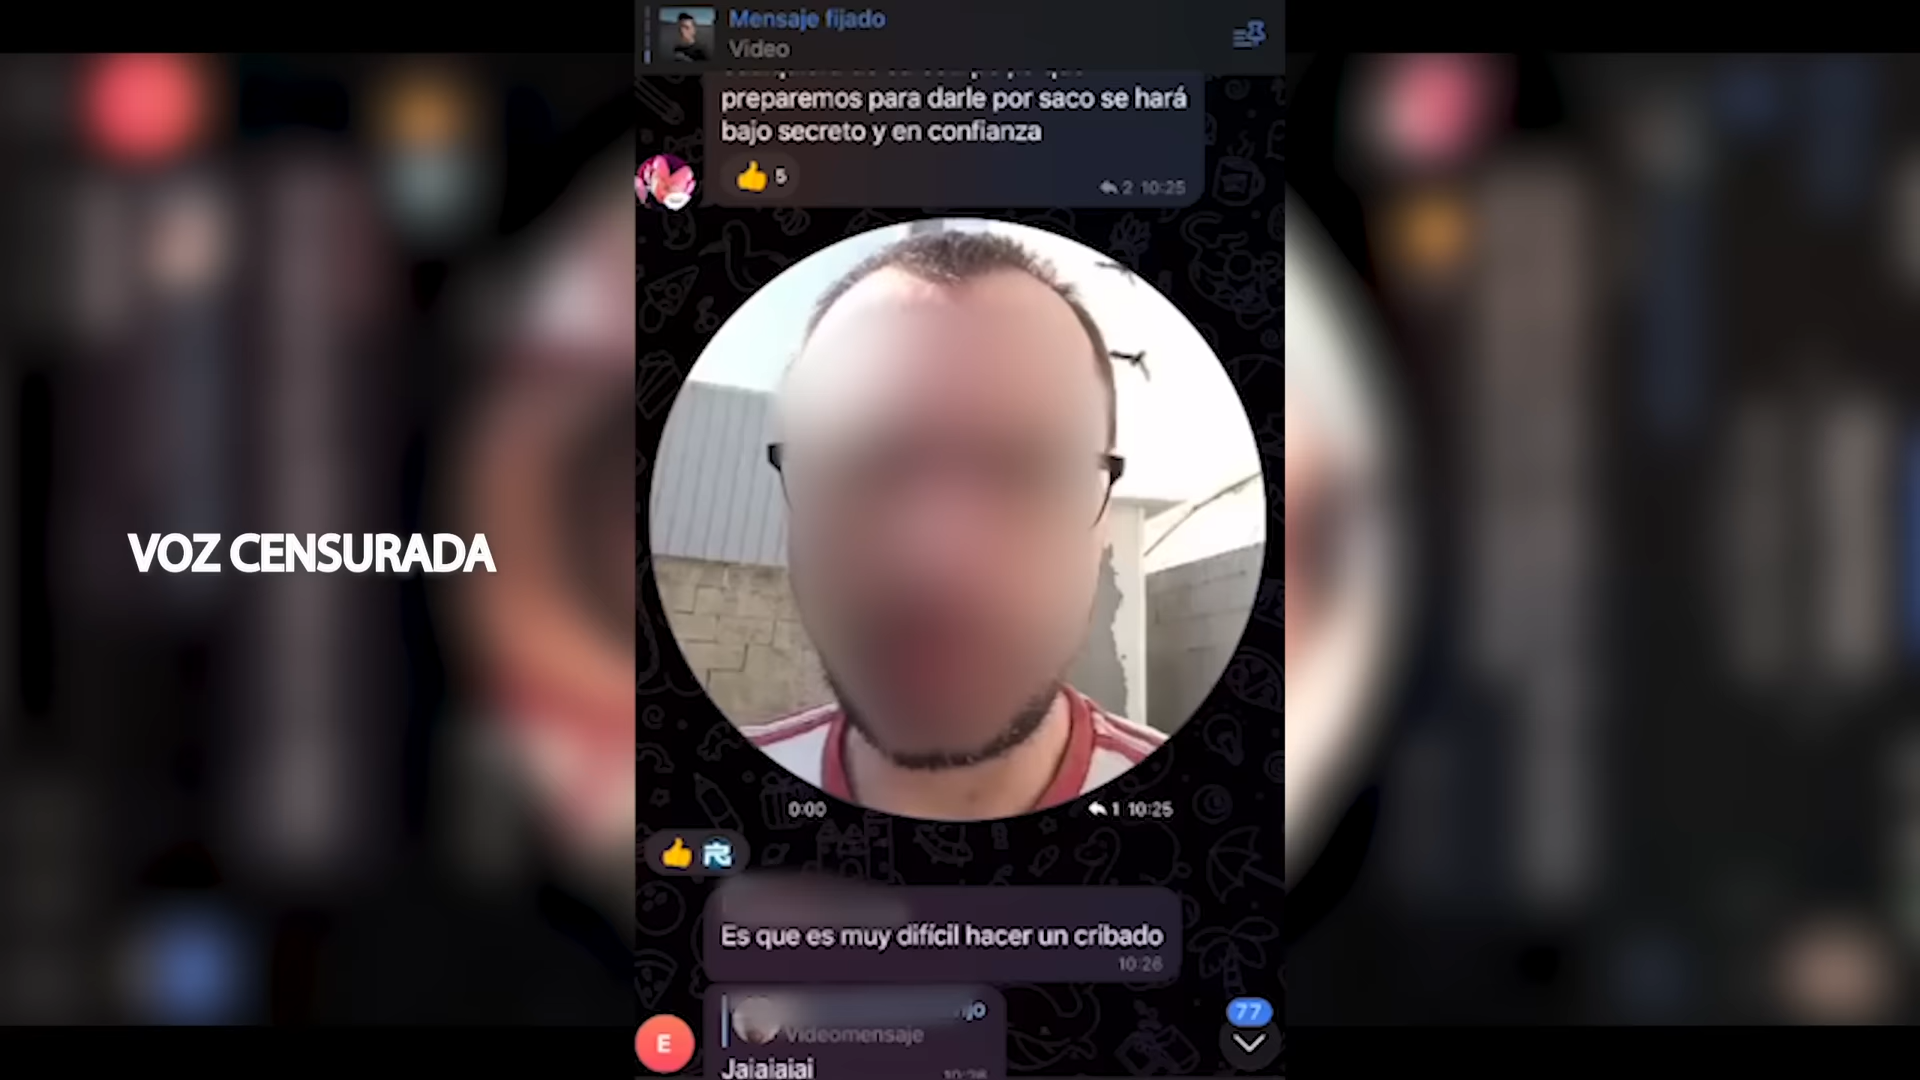 Mensaje fijado
Video
preparemos para darle por saco se hará
bajo secreto y en confianza
5
2 10:25
VOZ CENSURADA
0:00
1 10:25
Es que es muy difícil hacer un cribado
10:26
77
Videomensaje
E
Jajajajaj